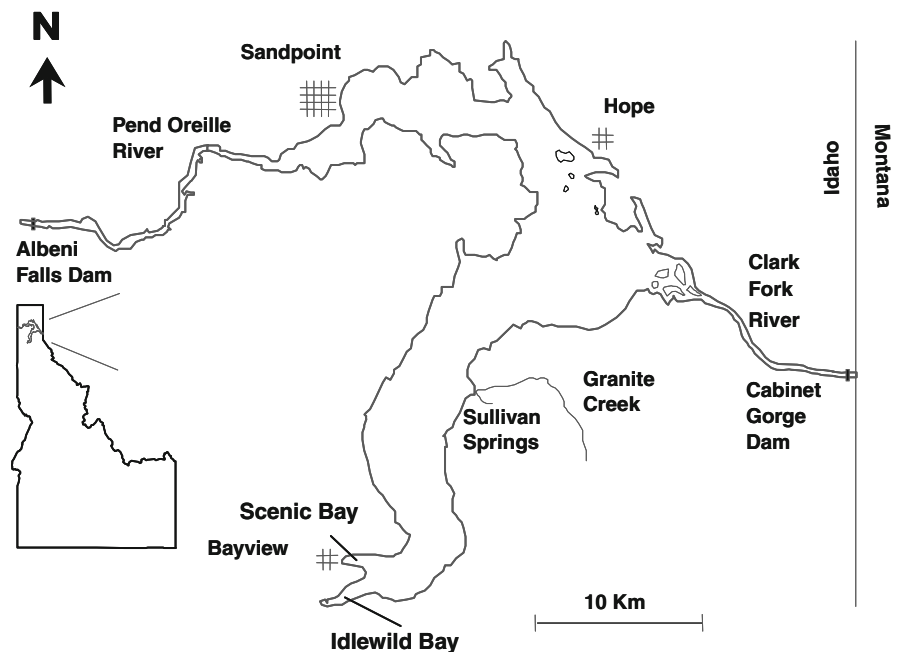 N
Sandpoint
Hope
Pend Oreille
River
Idaho
Montana
Albeni
Falls Dam
Clark
Fork
River
Granite
Creek
Cabinet
Gorge
Dam
Sullivan
Springs
Scenic Bay
Bayview
10 Km
Idlewild Bay